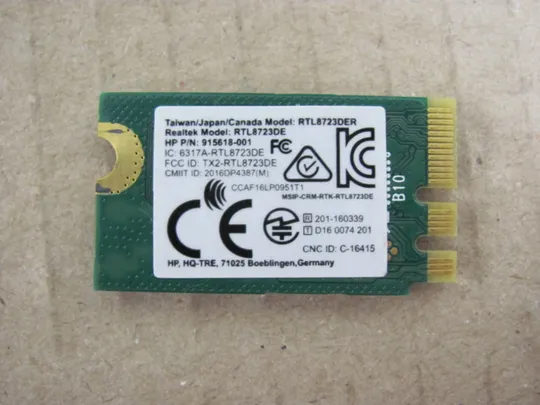 Taiwan/Japan/Canada Model: RTL8723DER
Realtek Model: RTL8723DE
HP P/N: 915618-001
IC: 6317A-RTL8723DE
FCC ID: TX2-RTL8723DE
CMIIT ID: 2016DP4387(M)
CCAF16LP0951T1
MSIP-CRM-RTK-RTL8723DE
R 201-160339
T D16 0074 201
CNC ID: C-16415
HP, HQ-TRE, 71025 Boeblingen,Germany
B10